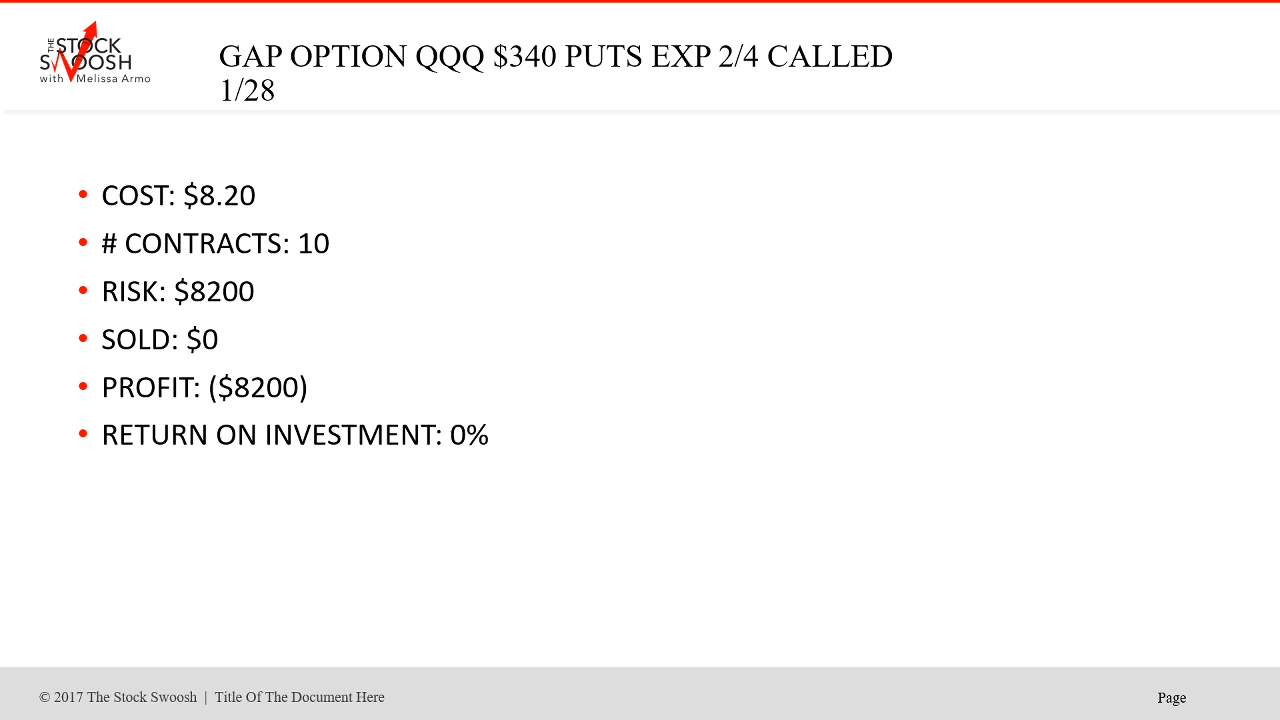 THE
STOCK
SWOOSH
with Melissa Armo
GAP OPTION QQQ $340 PUTS EXP 2/4 CALLED
1/28
• COST: $8.20
• # CONTRACTS: 10
• RISK: $8200
• SOLD: $0
• PROFIT: ($8200)
• RETURN ON INVESTMENT: 0%
© 2017 The Stock Swoosh | Title Of The Document Here
Page